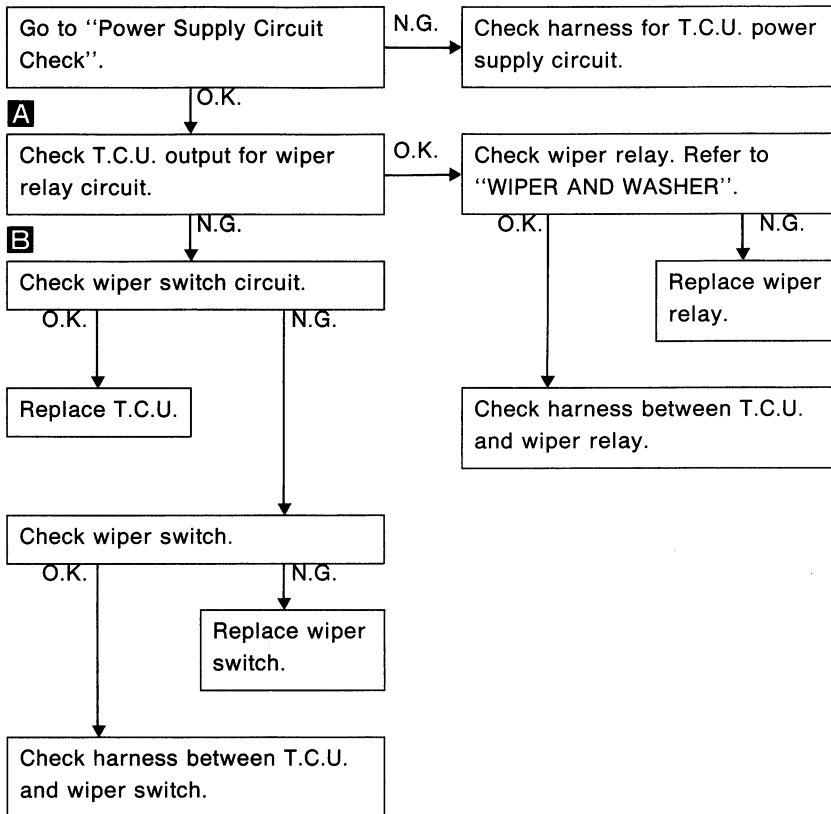 Go to “Power Supply Circuit
Check”.
N.G.
Check harness for T.C.U. power
supply circuit.
O.K.
A
Check T.C.U. output for wiper
relay circuit.
O.K.
Check wiper relay. Refer to
“WIPER AND WASHER”.
N.G.
O.K.
N.G.
B
Check wiper switch circuit.
Replace wiper
relay.
O.K.
N.G.
Replace T.C.U.
Check harness between T.C.U.
and wiper relay.
Check wiper switch.
O.K.
N.G.
Replace wiper
switch.
Check harness between T.C.U.
and wiper switch.